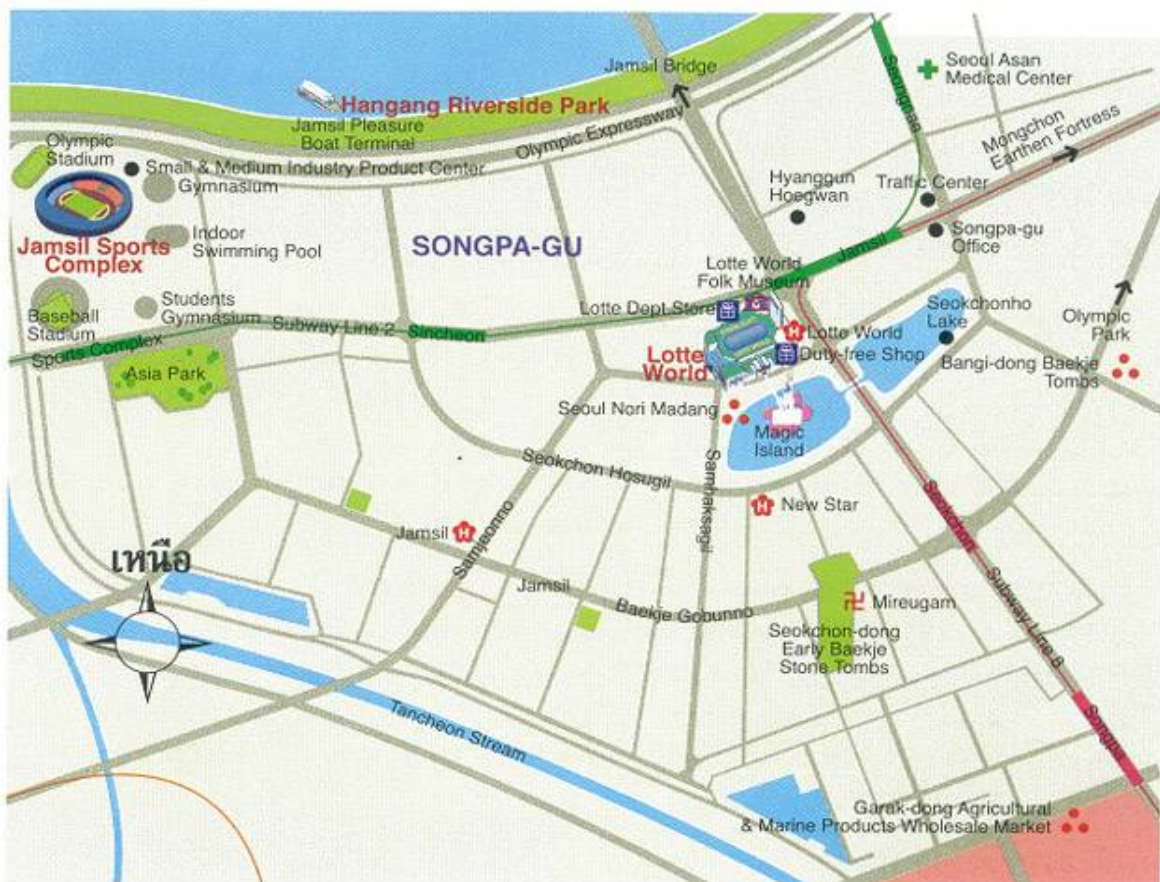 Jamsil Bridge
Seongnae
Seoul Asan
Medical Center
Hangang Riverside Park
Jamsil Pleasure
Boat Terminal
Olympic Expressway
Mongchon
Earthen Fortress
Olympic
Stadium
Small & Medium Industry Product Center
Gymnasium
Hyanggun
Hoegwan
Traffic Center
Jamsil Sports
Complex
Indoor
Swimming Pool
SONGPA-GU
Jamsil
Songpa-gu
Office
Lotte World
Folk Museum
Baseball
Stadium
Students
Gymnasium
Lotte Dept.Store
Seokchonho
Lake
Olympic
Park
Sports Complex
Subway Line 2
Sincheon
H
Lotte World
Lotte
World
Duty-free Shop
Bangi-dong Baekje
Tombs
Asia Park
Seoul Nori Madang
Magic
Island
Seokchon Hosugil
Samhaksagil
Seokchon
H
New Star
Jamsil
H
Samjeonno
เหนือ
Jamsil
Baekje Gobunno
Mireugam
Subway Line 8
Seokchon-dong
Early Baekje
Stone Tombs
Tancheon Stream
Songpa
Garak-dong Agricultural
& Marine Products Wholesale Market